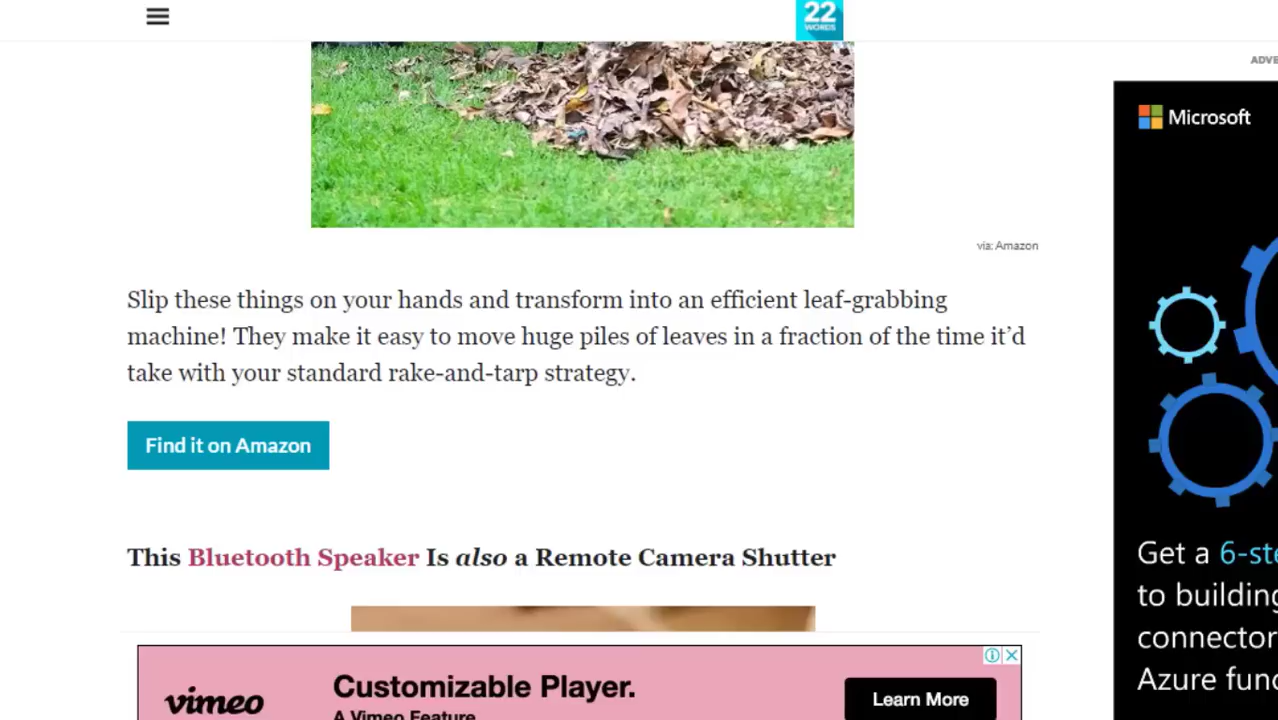 22
WORDS
via: Amazon
Slip these things on your hands and transform into an efficient leaf-grabbing
machine! They make it easy to move huge piles of leaves in a fraction of the time it’d
take with your standard rake-and-tarp strategy.
Find it on Amazon
This Bluetooth Speaker Is also a Remote Camera Shutter
vimeo
Customizable Player.
A Vimeo Feature
Learn More
Microsoft
Get a 6-
to building
connector
Azure